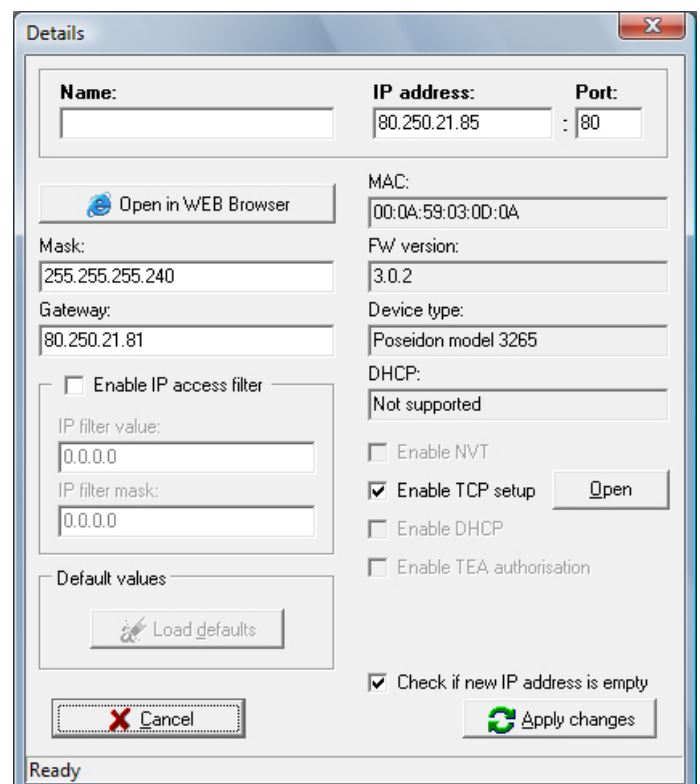 Details
Name:
IP address:
Port:
80.250.21.85
:
80
Open in WEB Browser
MAC:
00:0A:59:03:0D:0A
Mask:
255.255.255.240
FW version:
3.0.2
Gateway:
80.250.21.81
Device type:
Poseidon model 3265
Enable IP access filter
DHCP:
Not supported
IP filter value:
0.0.0.0
IP filter mask:
0.0.0.0
Enable NVT
Enable TCP setup
Open
Enable DHCP
Enable TEA authorisation
Default values
Load defaults
Check if new IP address is empty
Cancel
Apply changes
Ready